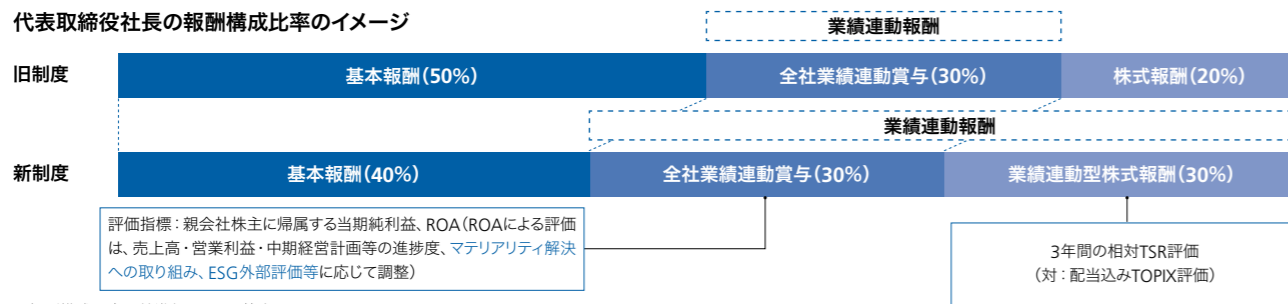 代表取締役社長の報酬構成比率のイメージ
業績連動報酬
旧制度
基本報酬(50%)
全社業績連動賞与(30%)
株式報酬(20%)
業績連動報酬
新制度
基本報酬(40%)
全社業績連動賞与(30%)
業績連動型株式報酬(30%)
評価指標：親会社株主に帰属する当期純利益、ROA(ROAによる評価
は、売上高・営業利益・中期経営計画等の進捗度、マテリアリティ解決
への取り組み、ESG外部評価等に応じて調整)
3年間の相対TSR評価
(対：配当込みTOPIX評価)